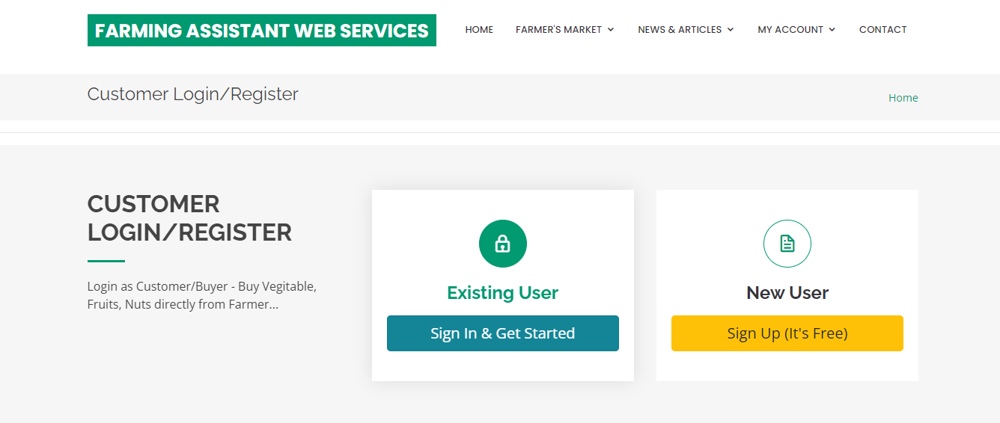 FARMING ASSISTANT WEB SERVICES
HOME FARMER'S MARKET NEWS & ARTICLES MY ACCOUNT CONTACT
Customer Login/Register
Home
CUSTOMER
LOGIN/REGISTER
Login as Customer/Buyer - Buy Vegitable,
Fruits, Nuts directly from Farmer...
Existing User
Sign In & Get Started
New User
Sign Up (It's Free)